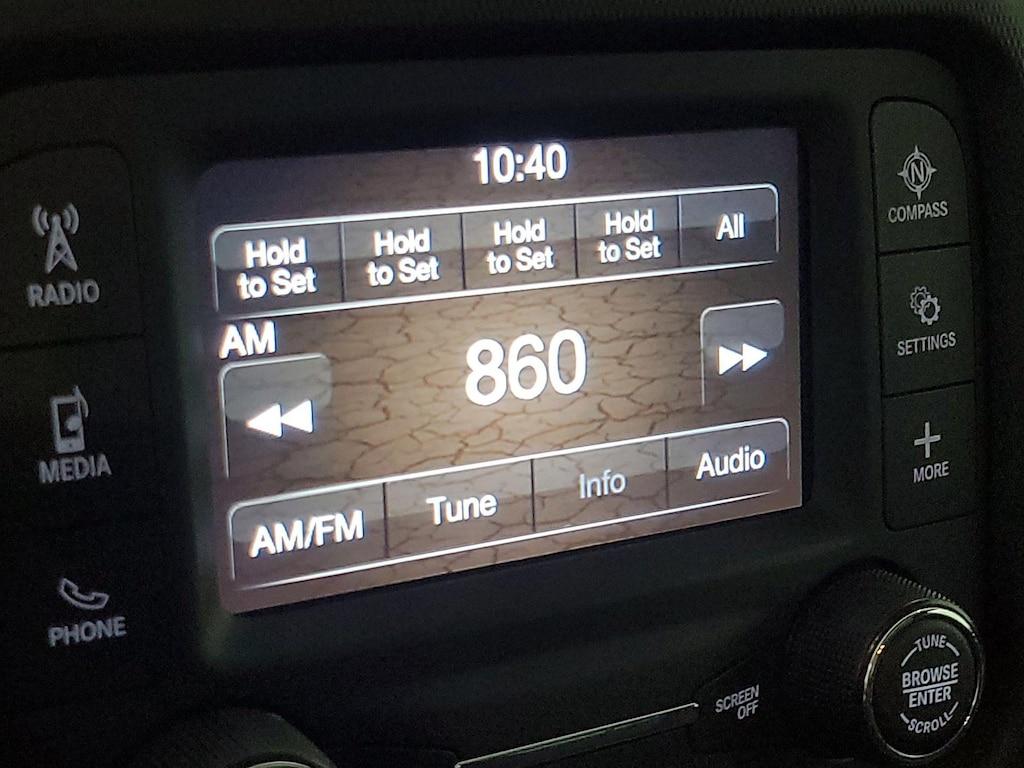 10:40
Hold to Set
Hold to Set
Hold to Set
Hold to Set
All
AM
860
AM/FM
Tune
Info
Audio
RADIO
MEDIA
PHONE
N
COMPASS
SETTINGS
MORE
SCREEN
OFF
TUNE
BROWSE
ENTER
SCROLL